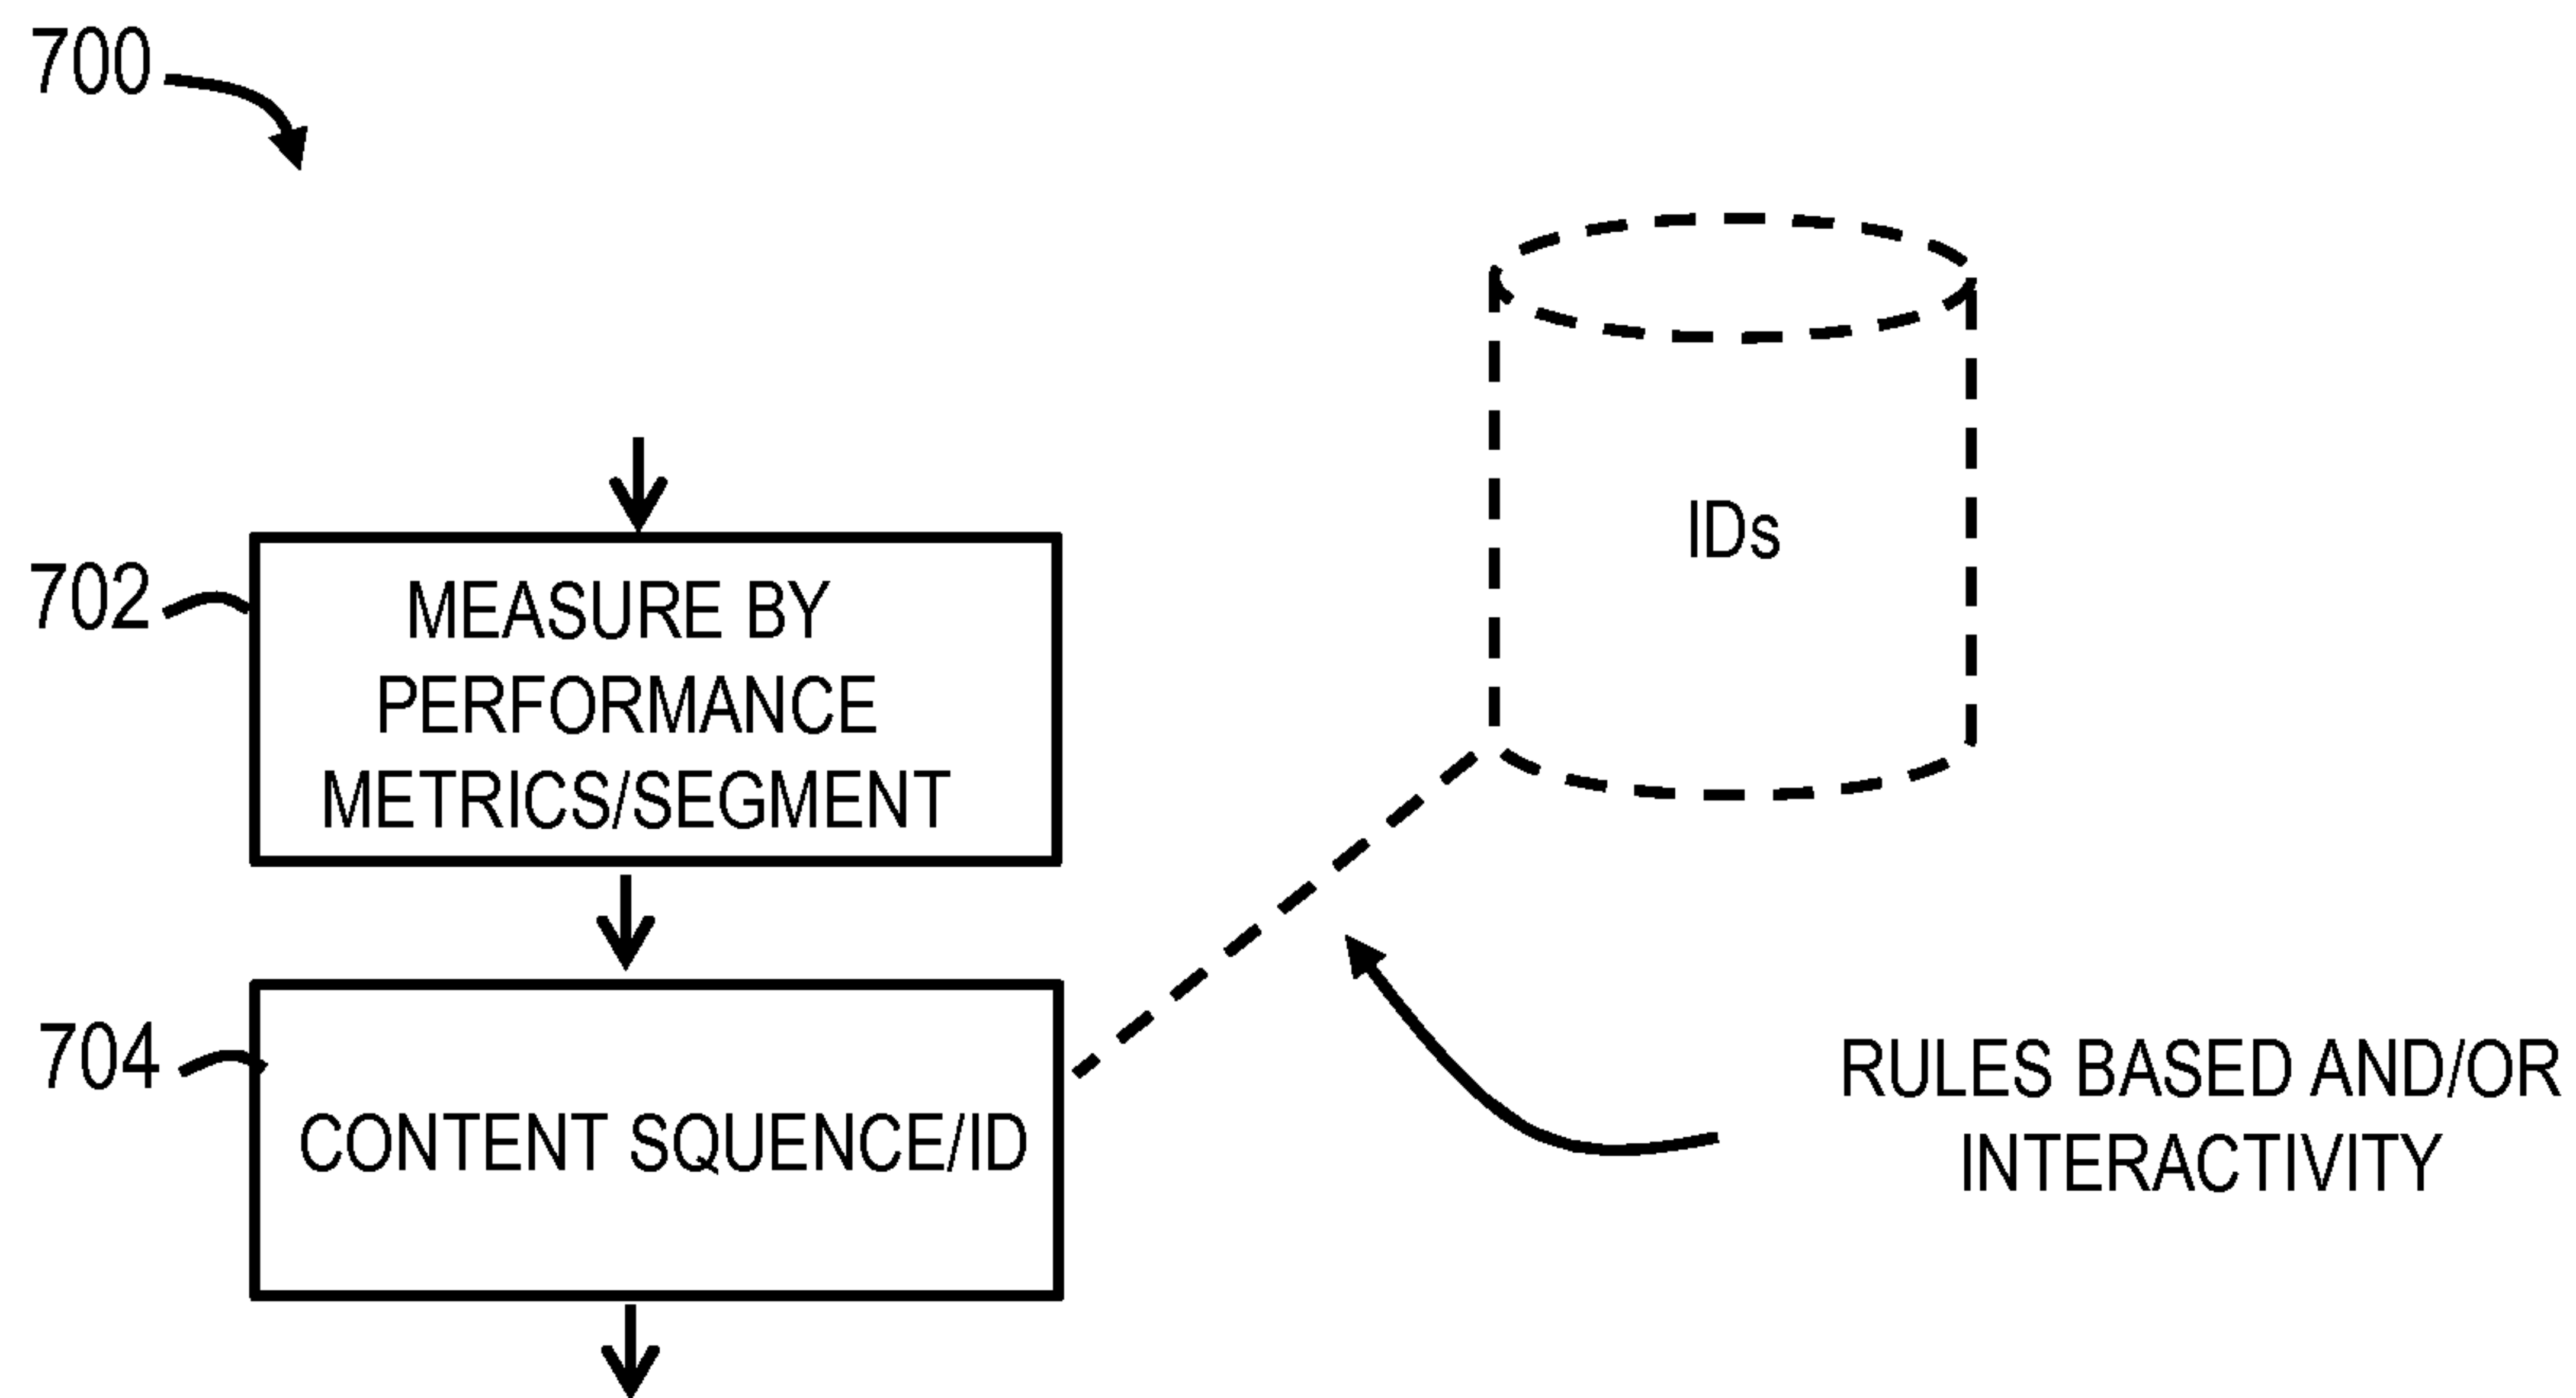 700
IDs
702
MEASURE BY
PERFORMANCE
METRICS/SEGMENT
704
CONTENT SQUENCE/ID
RULES BASED AND/OR
INTERACTIVITY